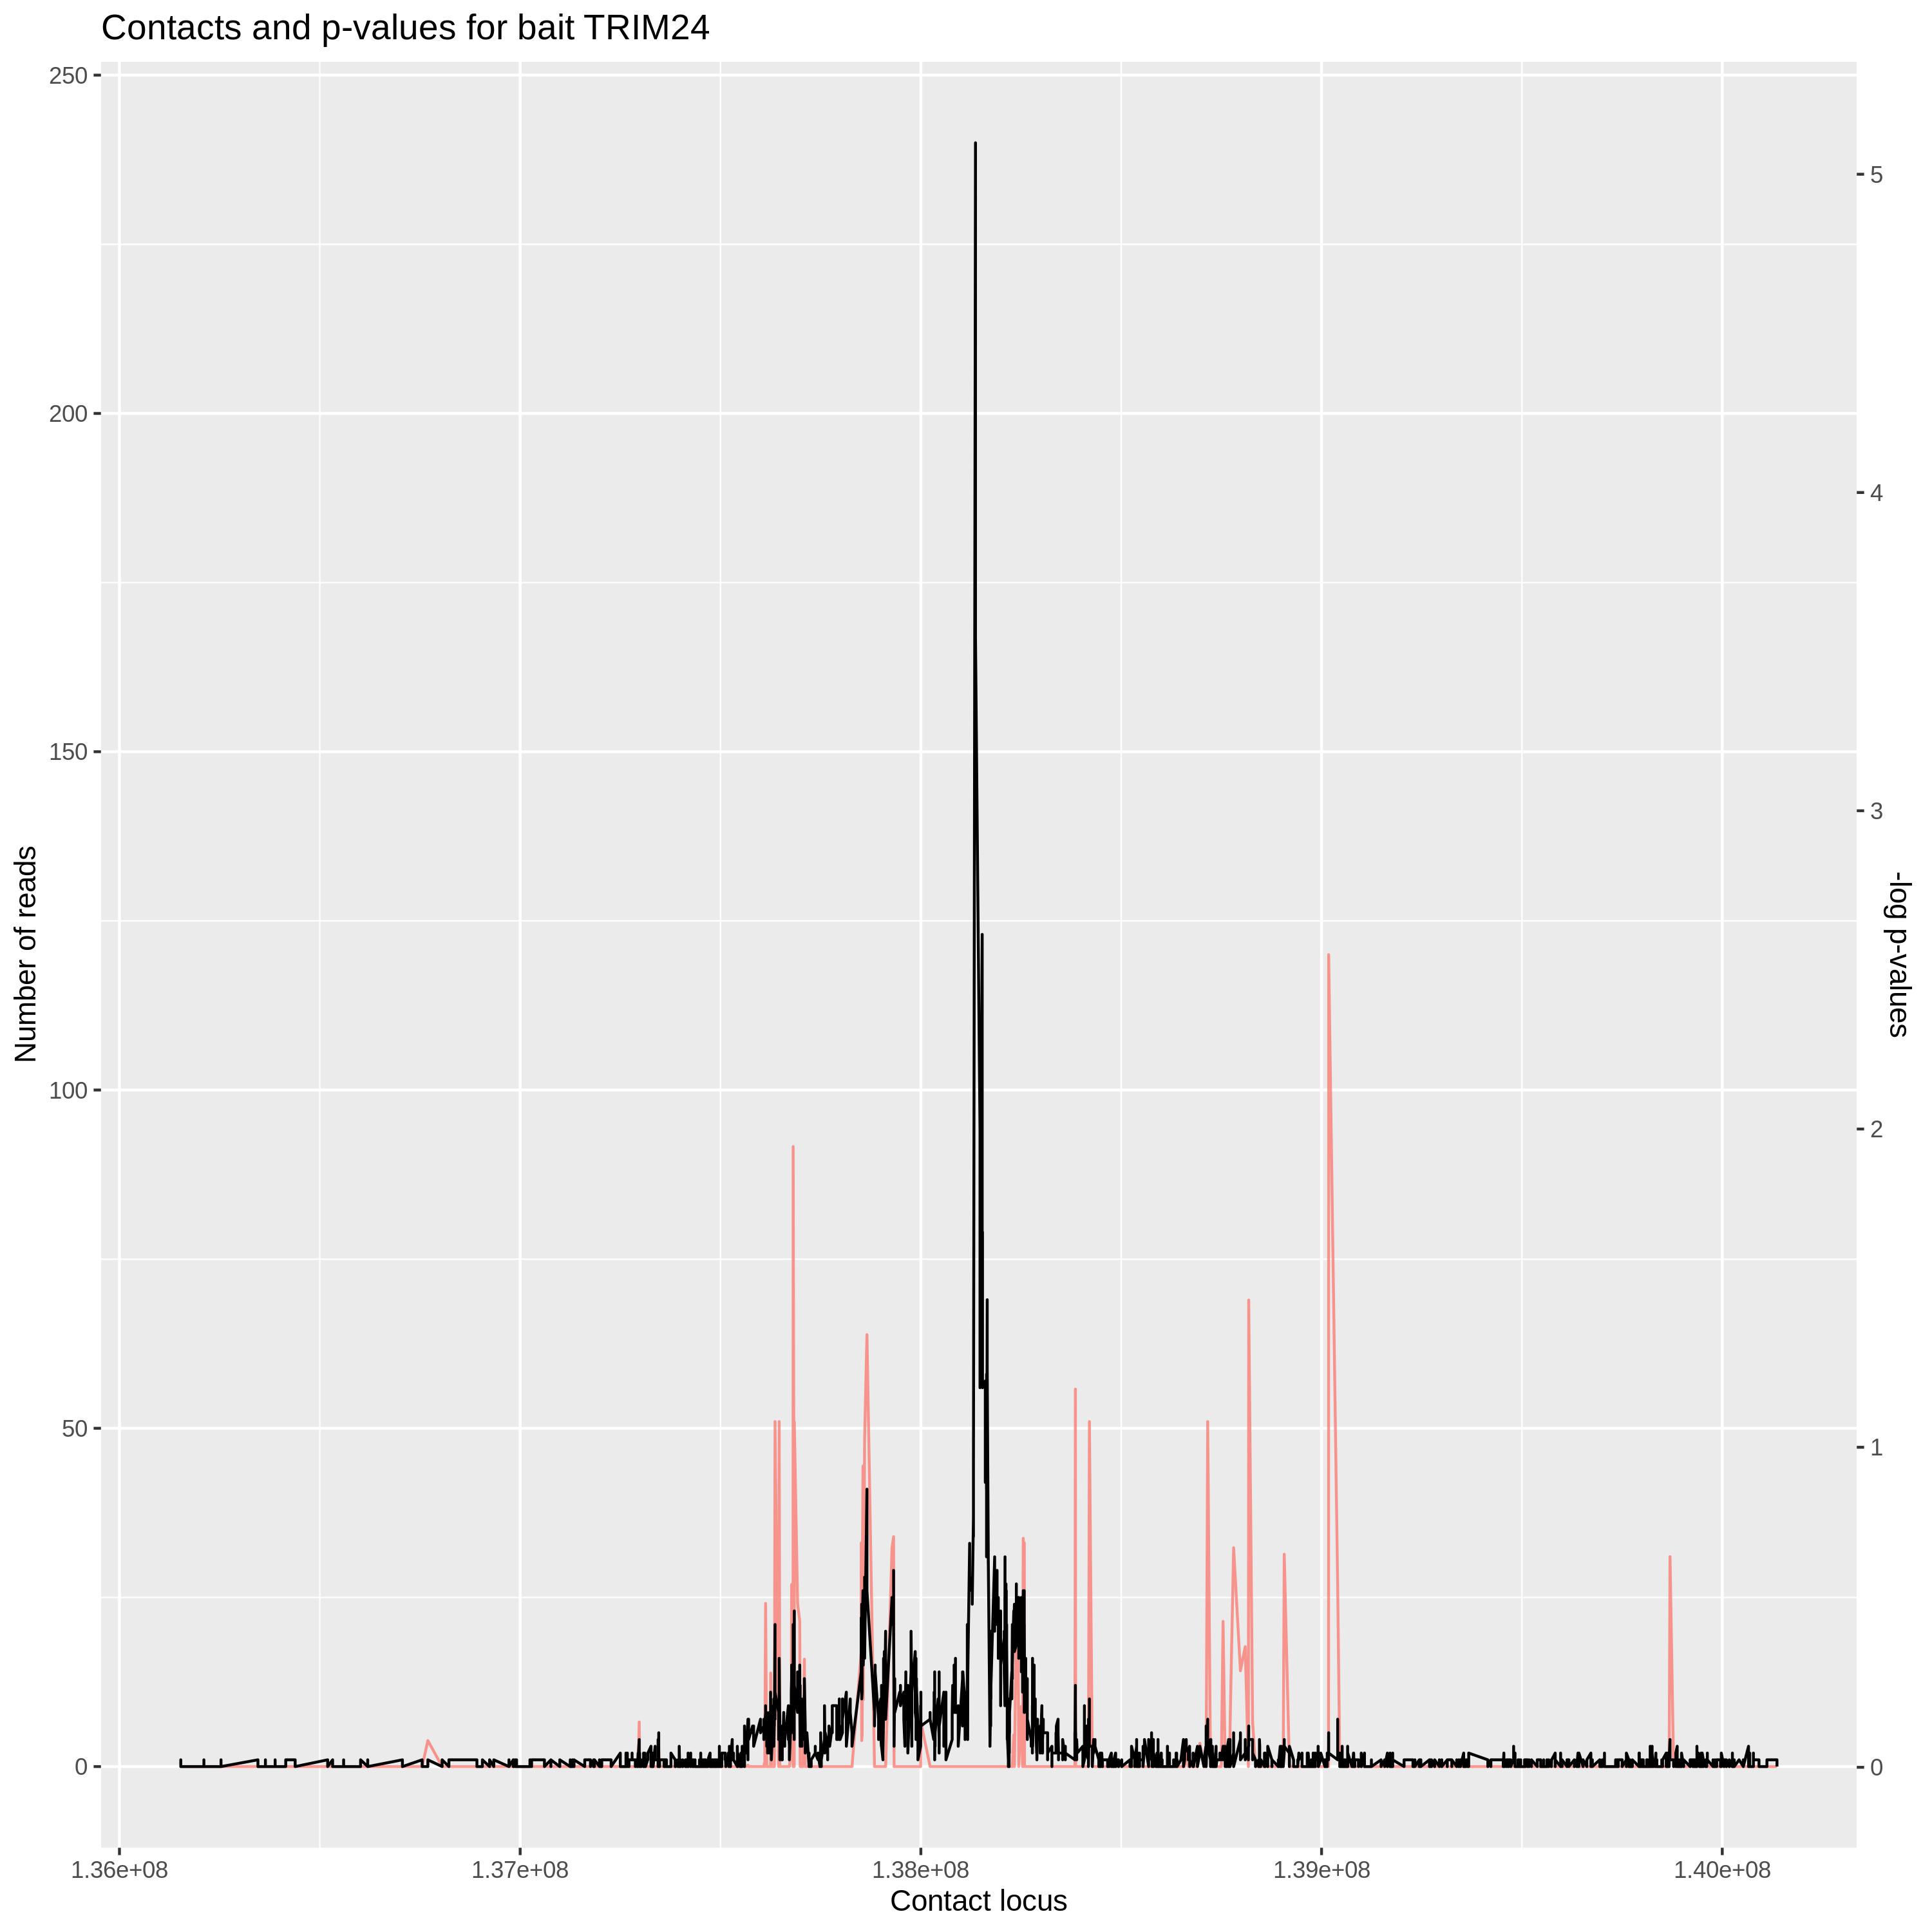 Contacts and p-values for bait TRIM24
250
200
150
100
50
0
Number of reads
5
4
3
2
1
0
-log p-values
1.36e+08
1.37e+08
1.38e+08
1.39e+08
1.40e+08
Contact locus